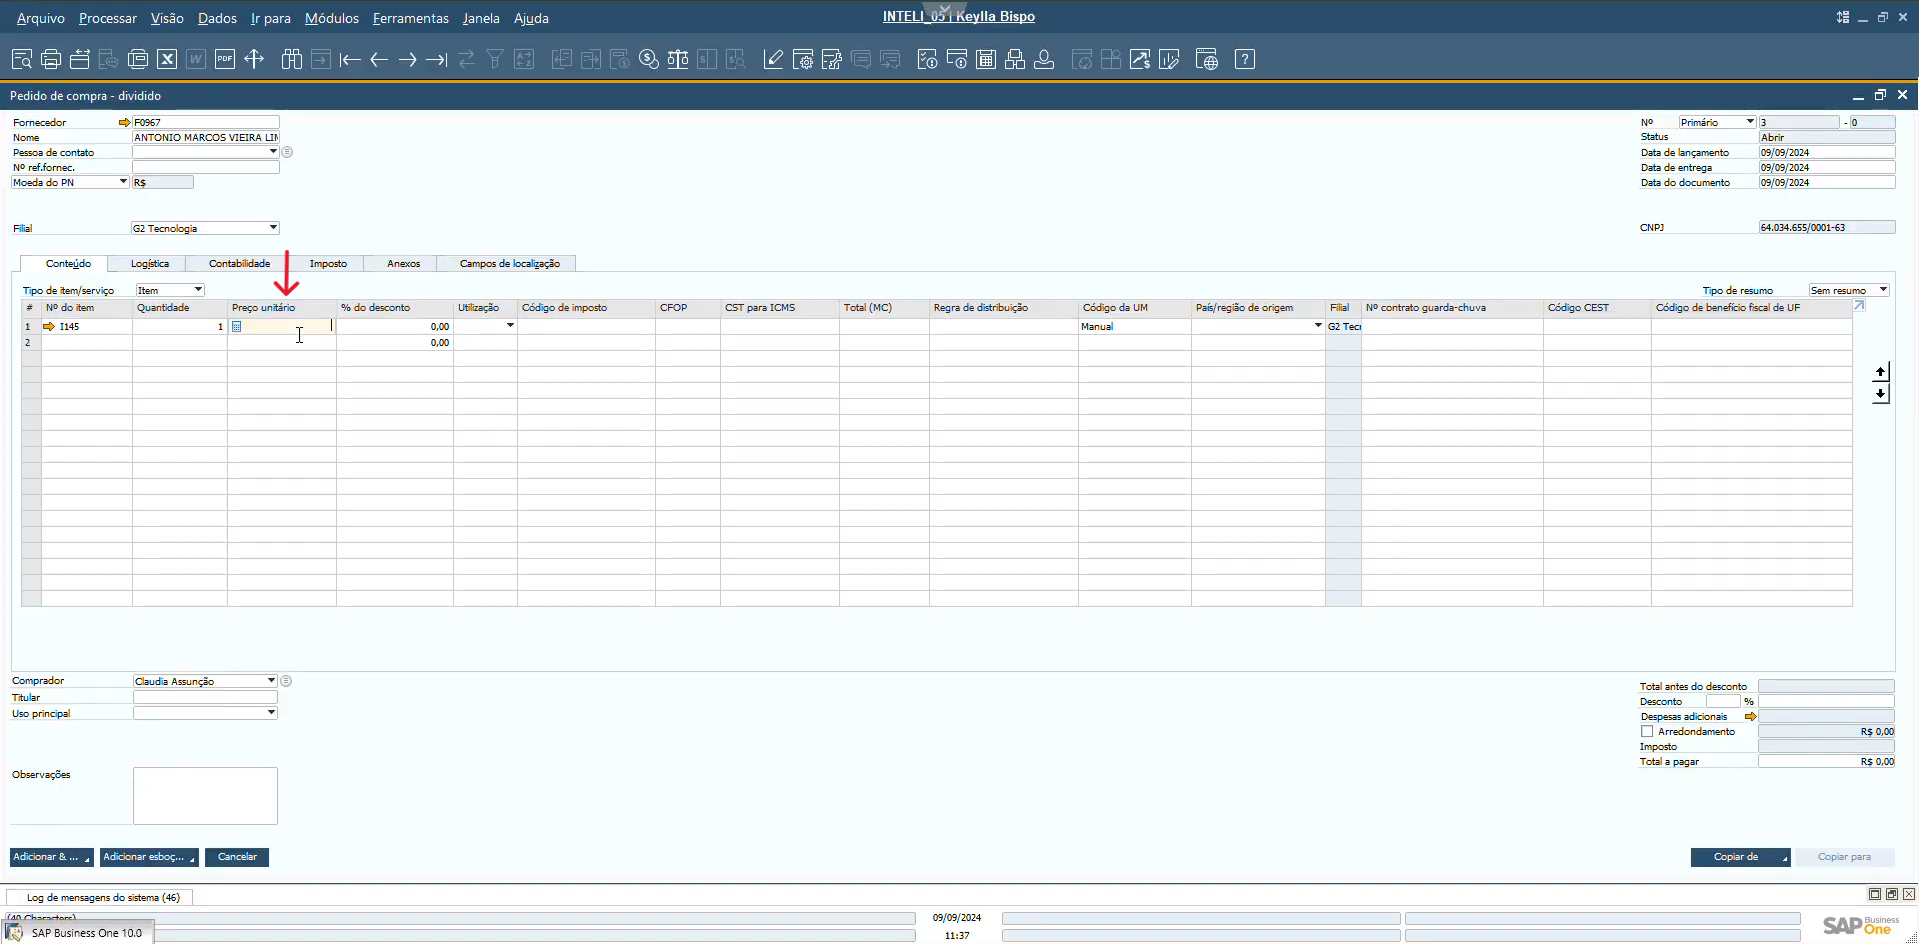 Arquivo Processar Visão Dados Ir para Módulos Ferramentas Janela Ajuda
INTELI_05 | Keylla Bispo
Pedido de compra - dividido
Fornecedor F0967
Nome ANTONIO MARCOS VIEIRA LIN
Pessoa de contato
Nº ref.fornec.
Moeda do PN R$
Filial G2 Tecnologia
Nº Primário 3 - 0
Status Abrir
Data de lançamento 09/09/2024
Data de entrega 09/09/2024
Data do documento 09/09/2024
CNPJ 64.034.655/0001-63
Conteúdo Logística Contabilidade Imposto Anexos Campos de localização
Tipo de item/serviço Item
Tipo de resumo Sem resumo
# Nº do item Quantidade Preço unitário % do desconto Utilização Código de imposto CFOP CST para ICMS Total (MC) Regra de distribuição Código da UM País/região de origem Filial Nº contrato guarda-chuva Código CEST Código de benefício fiscal de UF
1 I145 1 0,00 Manual G2 Tecr
2 0,00
Comprador Claudia Assunção
Titular
Uso principal
Observações
Total antes do desconto
Desconto %
Despesas adicionais
Arredondamento R$ 0,00
Imposto
Total a pagar R$ 0,00
Adicionar & ... Adicionar esboç... Cancelar
Copiar de Copiar para
Log de mensagens do sistema (46)
(40 Characters)
09/09/2024
11:37
SAP Business One 10.0
SAP Business One